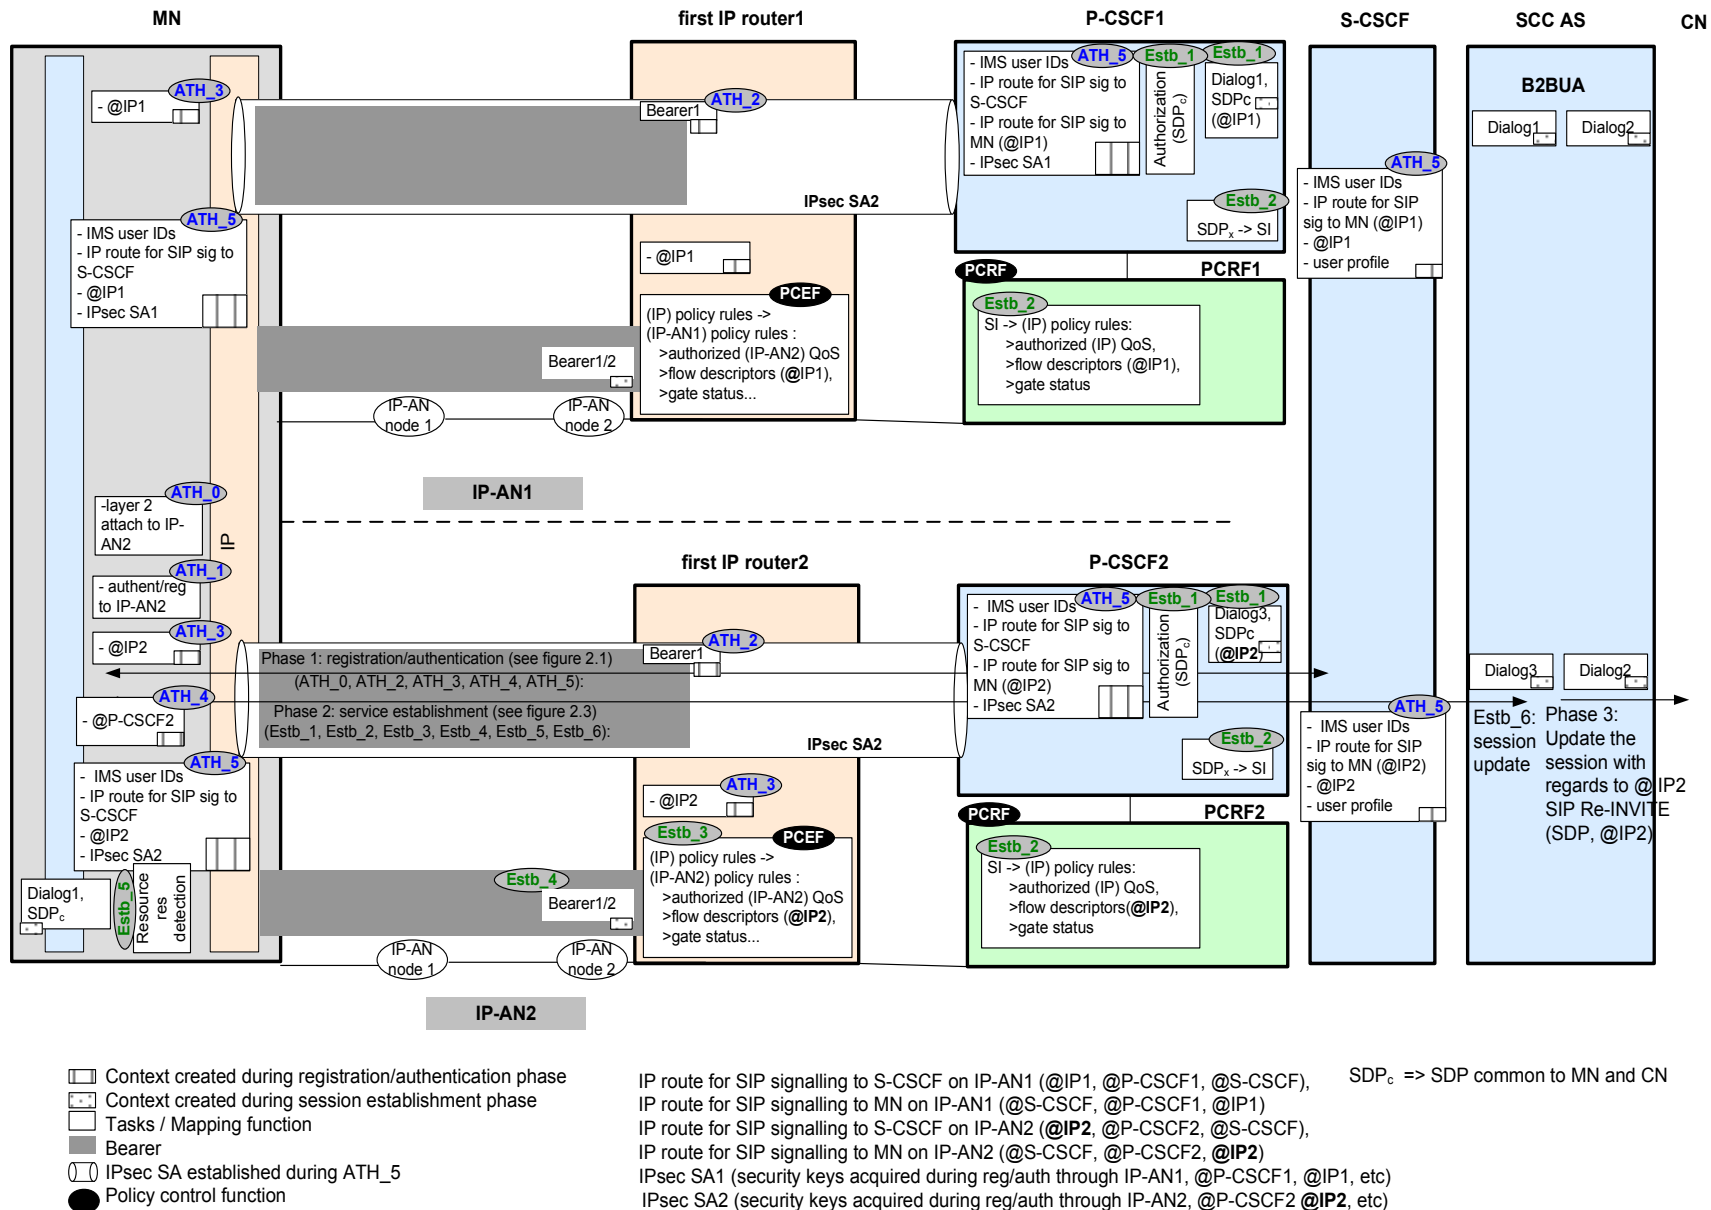 MN
first IP router1
P-CSCF1
S-CSCF
SCC AS
CN
ATH_3
- @IP1
ATH_2
Bearer1
IPsec SA2
ATH_5
- IMS user IDs
- IP route for SIP sig to
S-CSCF
- @IP1
- IPsec SA1
- @IP1
PCEF
(IP) policy rules ->
(IP-AN1) policy rules :
>authorized (IP-AN2) QoS
>flow descriptors (@IP1),
>gate status...
Bearer1/2
IP-AN
node 1
IP-AN
node 2
ATH_5
- IMS user IDs
- IP route for SIP sig to
S-CSCF
- IP route for SIP sig to
MN (@IP1)
- IPsec SA1
Estb_1
Authorization
(SDPc)
Estb_1
Dialog1,
SDPc
(@IP1)
Estb_2
SDPx -> SI
PCRF
PCRF1
Estb_2
SI -> (IP) policy rules:
>authorized (IP) QoS,
>flow descriptors (@IP1),
>gate status
ATH_5
- IMS user IDs
- IP route for SIP
sig to MN (@IP1)
- @IP1
- user profile
B2BUA
Dialog1
Dialog2
IP-AN1
ATH_0
-layer 2
attach to IP-
AN2
IP
ATH_1
- authent/reg
to IP-AN2
ATH_3
- @IP2
ATH_4
- @P-CSCF2
ATH_5
- IMS user IDs
- IP route for SIP sig to
S-CSCF
- @IP2
- IPsec SA2
Dialog1,
SDPc
Estb_5
Resource
res
detection
first IP router2
P-CSCF2
ATH_2
Bearer1
Phase 1: registration/authentication (see figure 2.1)
(ATH_0, ATH_2, ATH_3, ATH_4, ATH_5):
Phase 2: service establishment (see figure 2.3)
(Estb_1, Estb_2, Estb_3, Estb_4, Estb_5, Estb_6):
IPsec SA2
ATH_3
- @IP2
Estb_3
PCEF
(IP) policy rules ->
(IP-AN2) policy rules :
>authorized (IP-AN2) QoS
>flow descriptors (@IP2),
>gate status...
Estb_4
Bearer1/2
IP-AN
node 1
IP-AN
node 2
ATH_5
- IMS user IDs
- IP route for SIP sig to
S-CSCF
- IP route for SIP sig to
MN (@IP2)
- IPsec SA2
Estb_1
Authorization
(SDPc)
Estb_1
Dialog3,
SDPc
(@IP2)
Estb_2
SDPx -> SI
PCRF
PCRF2
Estb_2
SI -> (IP) policy rules:
>authorized (IP) QoS,
>flow descriptors(@IP2),
>gate status
ATH_5
- IMS user IDs
- IP route for SIP
sig to MN (@IP2)
- @IP2
- user profile
Dialog3
Dialog2
Estb_6:
session
update
Phase 3:
Update the
session with
regards to @IP2
SIP Re-INVITE
(SDP, @IP2)
IP-AN2
Context created during registration/authentication phase
Context created during session establishment phase
Tasks / Mapping function
Bearer
IPsec SA established during ATH_5
Policy control function
IP route for SIP signalling to S-CSCF on IP-AN1 (@IP1, @P-CSCF1, @S-CSCF),
IP route for SIP signalling to MN on IP-AN1 (@S-CSCF, @P-CSCF1, @IP1)
IP route for SIP signalling to S-CSCF on IP-AN2 (@IP2, @P-CSCF2, @S-CSCF),
IP route for SIP signalling to MN on IP-AN2 (@S-CSCF, @P-CSCF2, @IP2)
IPsec SA1 (security keys acquired during reg/auth through IP-AN1, @P-CSCF1, @IP1, etc)
IPsec SA2 (security keys acquired during reg/auth through IP-AN2, @P-CSCF2 @IP2, etc)
SDPc => SDP common to MN and CN